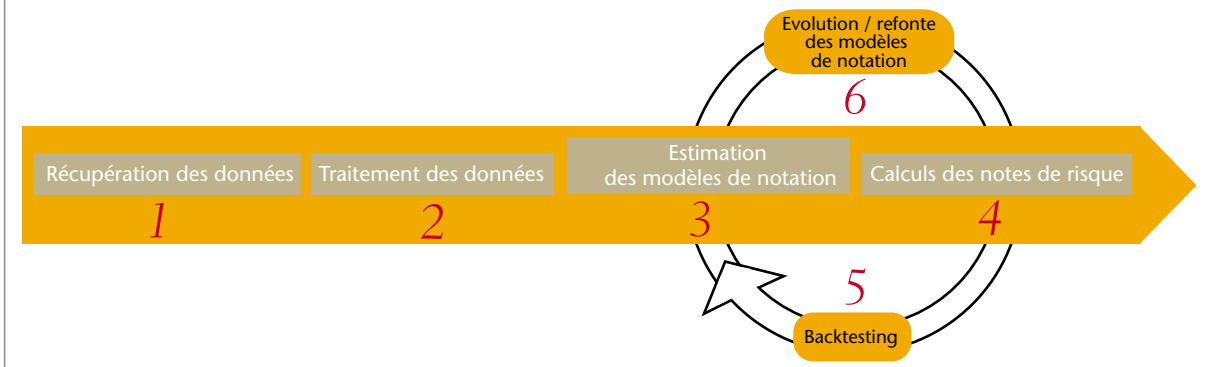 Evolution / refonte
des modèles
de notation
6
Récupération des données
Traitement des données
Estimation
des modèles de notation
Calculs des notes de risque
1
2
3
4
5
Backtesting